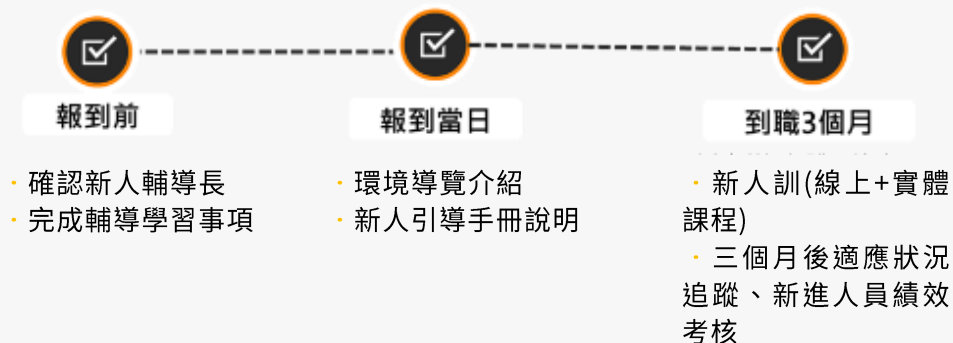 報到前
報到當日
到職3個月
· 確認新人輔導長
· 完成輔導學習事項
· 環境導覽介紹
· 新人引導手冊說明
· 新人訓(線上+實體
課程)
· 三個月後適應狀況
追蹤、新進人員績效
考核